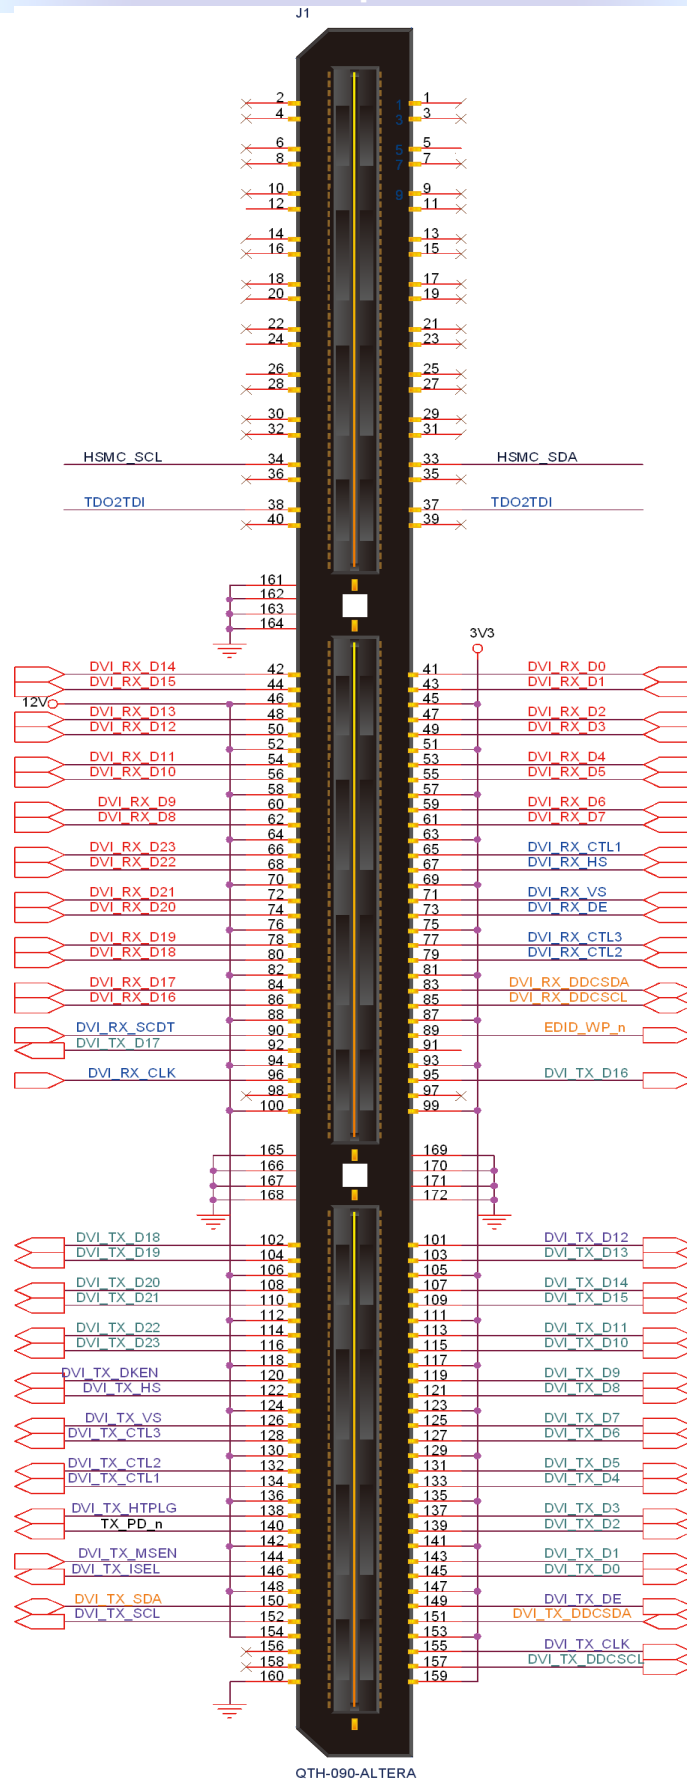 J1
2 1 1
4 3 3
6 5 5
8 7 7
10 9 9
12 11
14 13
16 15
18 17
20 19
22 21
24 23
26 25
28 27
30 29
32 31
HSMC_SCL 34 33 HSMC_SDA
36 35
TDO2TDI 38 37 TDO2TDI
40 39
161
162
163
164
3V3
DVI_RX_D14 42 41 DVI_RX_D0
DVI_RX_D15 44 43 DVI_RX_D1
12V 46 45
DVI_RX_D13 48 47 DVI_RX_D2
DVI_RX_D12 50 49 DVI_RX_D3
52 51
DVI_RX_D11 54 53 DVI_RX_D4
DVI_RX_D10 56 55 DVI_RX_D5
58 57
DVI_RX_D9 60 59 DVI_RX_D6
DVI_RX_D8 62 61 DVI_RX_D7
64 63
DVI_RX_D23 66 65 DVI_RX_CTL1
DVI_RX_D22 68 67 DVI_RX_HS
70 69
DVI_RX_D21 72 71 DVI_RX_VS
DVI_RX_D20 74 73 DVI_RX_DE
76 75
DVI_RX_D19 78 77 DVI_RX_CTL3
DVI_RX_D18 80 79 DVI_RX_CTL2
82 81
DVI_RX_D17 84 83 DVI_RX_DDCSDA
DVI_RX_D16 86 85 DVI_RX_DDCSCL
88 87
DVI_RX_SCDT 90 89 EDID_WP_n
DVI_TX_D17 92 91
94 93
DVI_RX_CLK 96 95 DVI_TX_D16
98 97
100 99
165 169
166 170
167 171
168 172
DVI_TX_D18 102 101 DVI_TX_D12
DVI_TX_D19 104 103 DVI_TX_D13
106 105
DVI_TX_D20 108 107 DVI_TX_D14
DVI_TX_D21 110 109 DVI_TX_D15
112 111
DVI_TX_D22 114 113 DVI_TX_D11
DVI_TX_D23 116 115 DVI_TX_D10
118 117
DVI_TX_DKEN 120 119 DVI_TX_D9
DVI_TX_HS 122 121 DVI_TX_D8
124 123
DVI_TX_VS 126 125 DVI_TX_D7
DVI_TX_CTL3 128 127 DVI_TX_D6
130 129
DVI_TX_CTL2 132 131 DVI_TX_D5
DVI_TX_CTL1 134 133 DVI_TX_D4
136 135
DVI_TX_HTPLG 138 137 DVI_TX_D3
TX_PD_n 140 139 DVI_TX_D2
142 141
DVI_TX_MSEN 144 143 DVI_TX_D1
DVI_TX_ISEL 146 145 DVI_TX_D0
148 147
DVI_TX_SDA 150 149 DVI_TX_DE
DVI_TX_SCL 152 151 DVI_TX_DDCSDA
154 153
156 155 DVI_TX_CLK
158 157 DVI_TX_DDCSCL
160 159
QTH-090-ALTERA